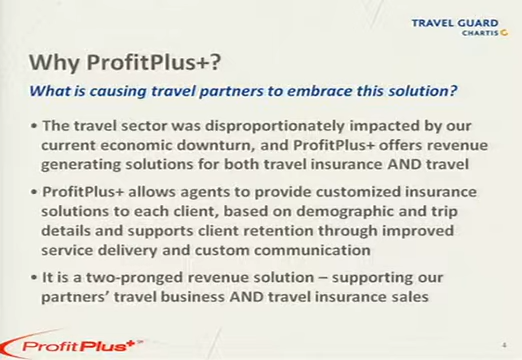 TRAVEL GUARD
CHARTIS
Why ProfitPlus+?
What is causing travel partners to embrace this solution?
• The travel sector was disproportionately impacted by our
current economic downturn, and ProfitPlus+ offers revenue
generating solutions for both travel insurance AND travel
• ProfitPlus+ allows agents to provide customized insurance
solutions to each client, based on demographic and trip
details and supports client retention through improved
service delivery and custom communication
• It is a two-pronged revenue solution – supporting our
partners' travel business AND travel insurance sales
ProfitPlus+
4